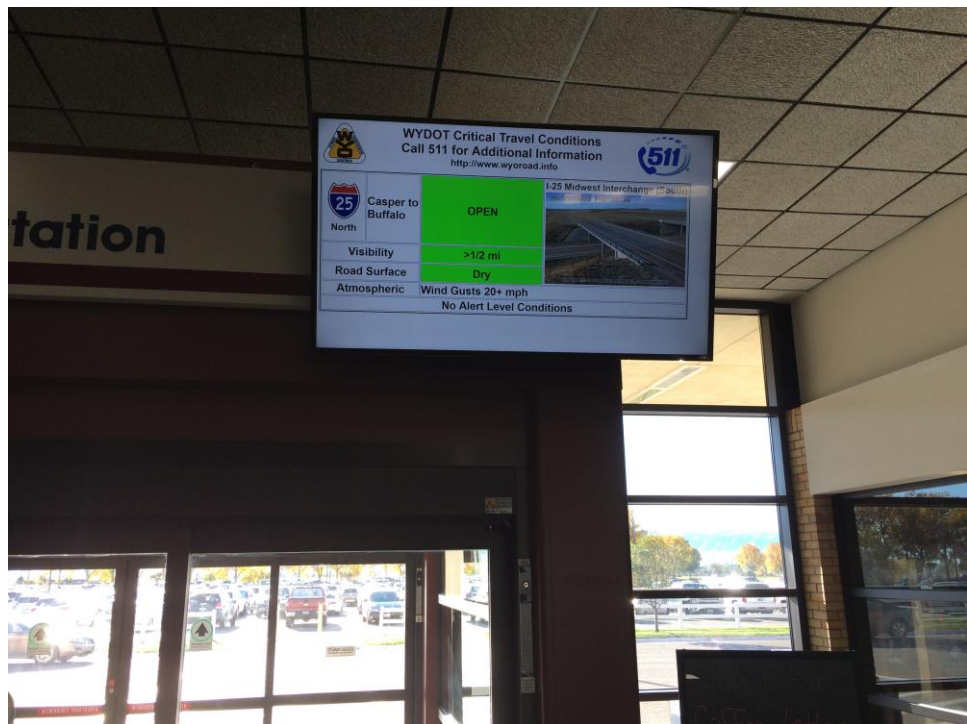 WYDOT Critical Travel Conditions
Call 511 for Additional Information
http://www.wyoroad.info
WYO
511
25
North
Casper to
Buffalo
OPEN
I-25 Midwest Interchange (South)
Visibility
>1/2 mi
Road Surface
Dry
Atmospheric
Wind Gusts 20+ mph
No Alert Level Conditions
tation